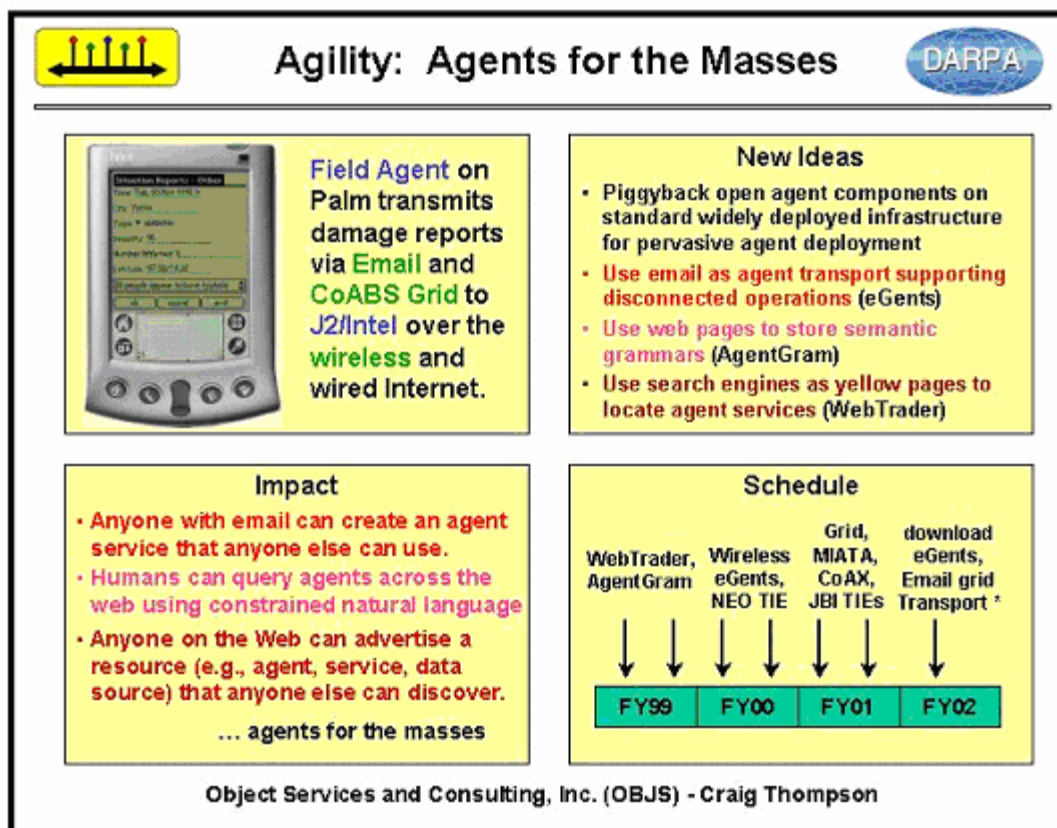 Agility: Agents for the Masses
DARPA
Field Agent on
Palm transmits
damage reports
via Email and
CoABS Grid to
J2/Intel over the
wireless and
wired Internet.
Situation Reports - Other
New Ideas
• Piggyback open agent components on
standard widely deployed infrastructure
for pervasive agent deployment
• Use email as agent transport supporting
disconnected operations (eGents)
• Use web pages to store semantic
grammars (AgentGram)
• Use search engines as yellow pages to
locate agent services (WebTrader)
Impact
• Anyone with email can create an agent
service that anyone else can use.
• Humans can query agents across the
web using constrained natural language
• Anyone on the Web can advertise a
resource (e.g., agent, service, data
source) that anyone else can discover.
... agents for the masses
Schedule
WebTrader,
AgentGram
Wireless
eGents,
NEO TIE
Grid,
MIATA,
CoAX,
JBI TIEs
download
eGents,
Email grid
Transport *
FY99 FY00 FY01 FY02
Object Services and Consulting, Inc. (OBJS) - Craig Thompson